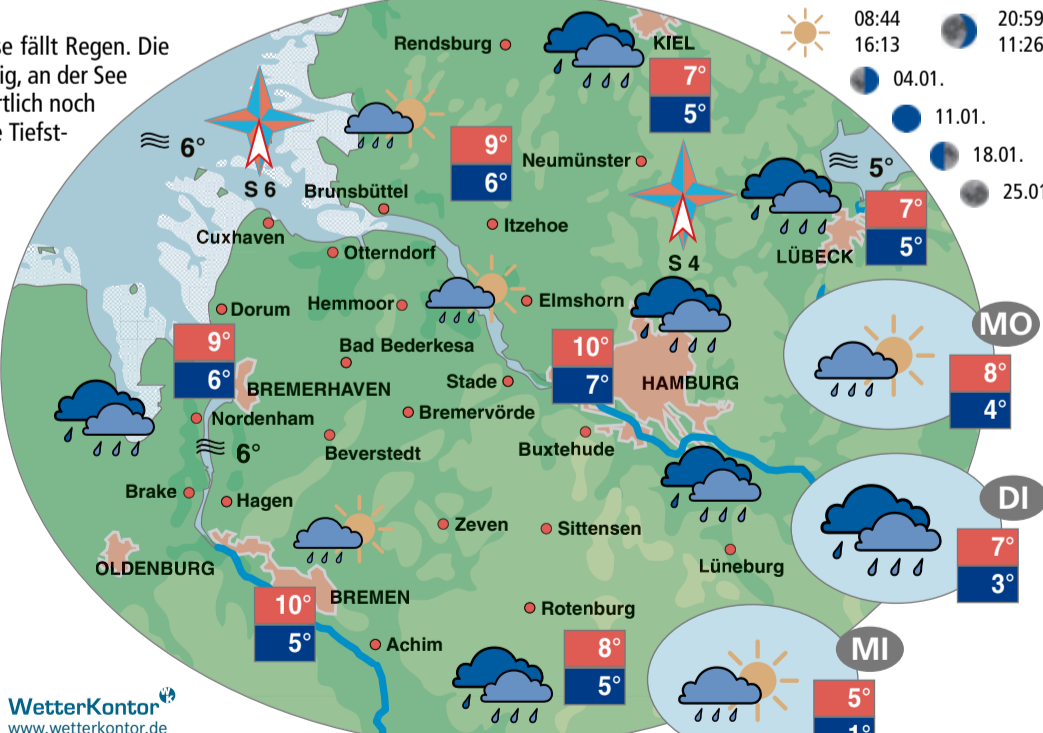 se fällt Regen. Die
ig, an der See
rtlich noch
e Tiefst-
08:44
16:13
20:59
11:26
04.01.
11.01.
18.01.
25.01
Rendsburg
KIEL
7°
5°
6°
S 6
9°
6°
Neumünster
5°
Brunsbüttel
Itzehoe
S 4
7°
5°
LÜBECK
Cuxhaven
Otterndorf
Dorum
Hemmoor
Elmshorn
MO
8°
4°
9°
6°
Bad Bederkesa
10°
7°
BREMERHAVEN
Stade
HAMBURG
Nordenham
Bremervörde
6°
Beverstedt
Buxtehude
Brake
Hagen
DI
7°
3°
Zeven
Sittensen
Lüneburg
OLDENBURG
BREMEN
10°
5°
Rotenburg
Achim
8°
5°
MI
5°
1°
WetterKontor
www.wetterkontor.de